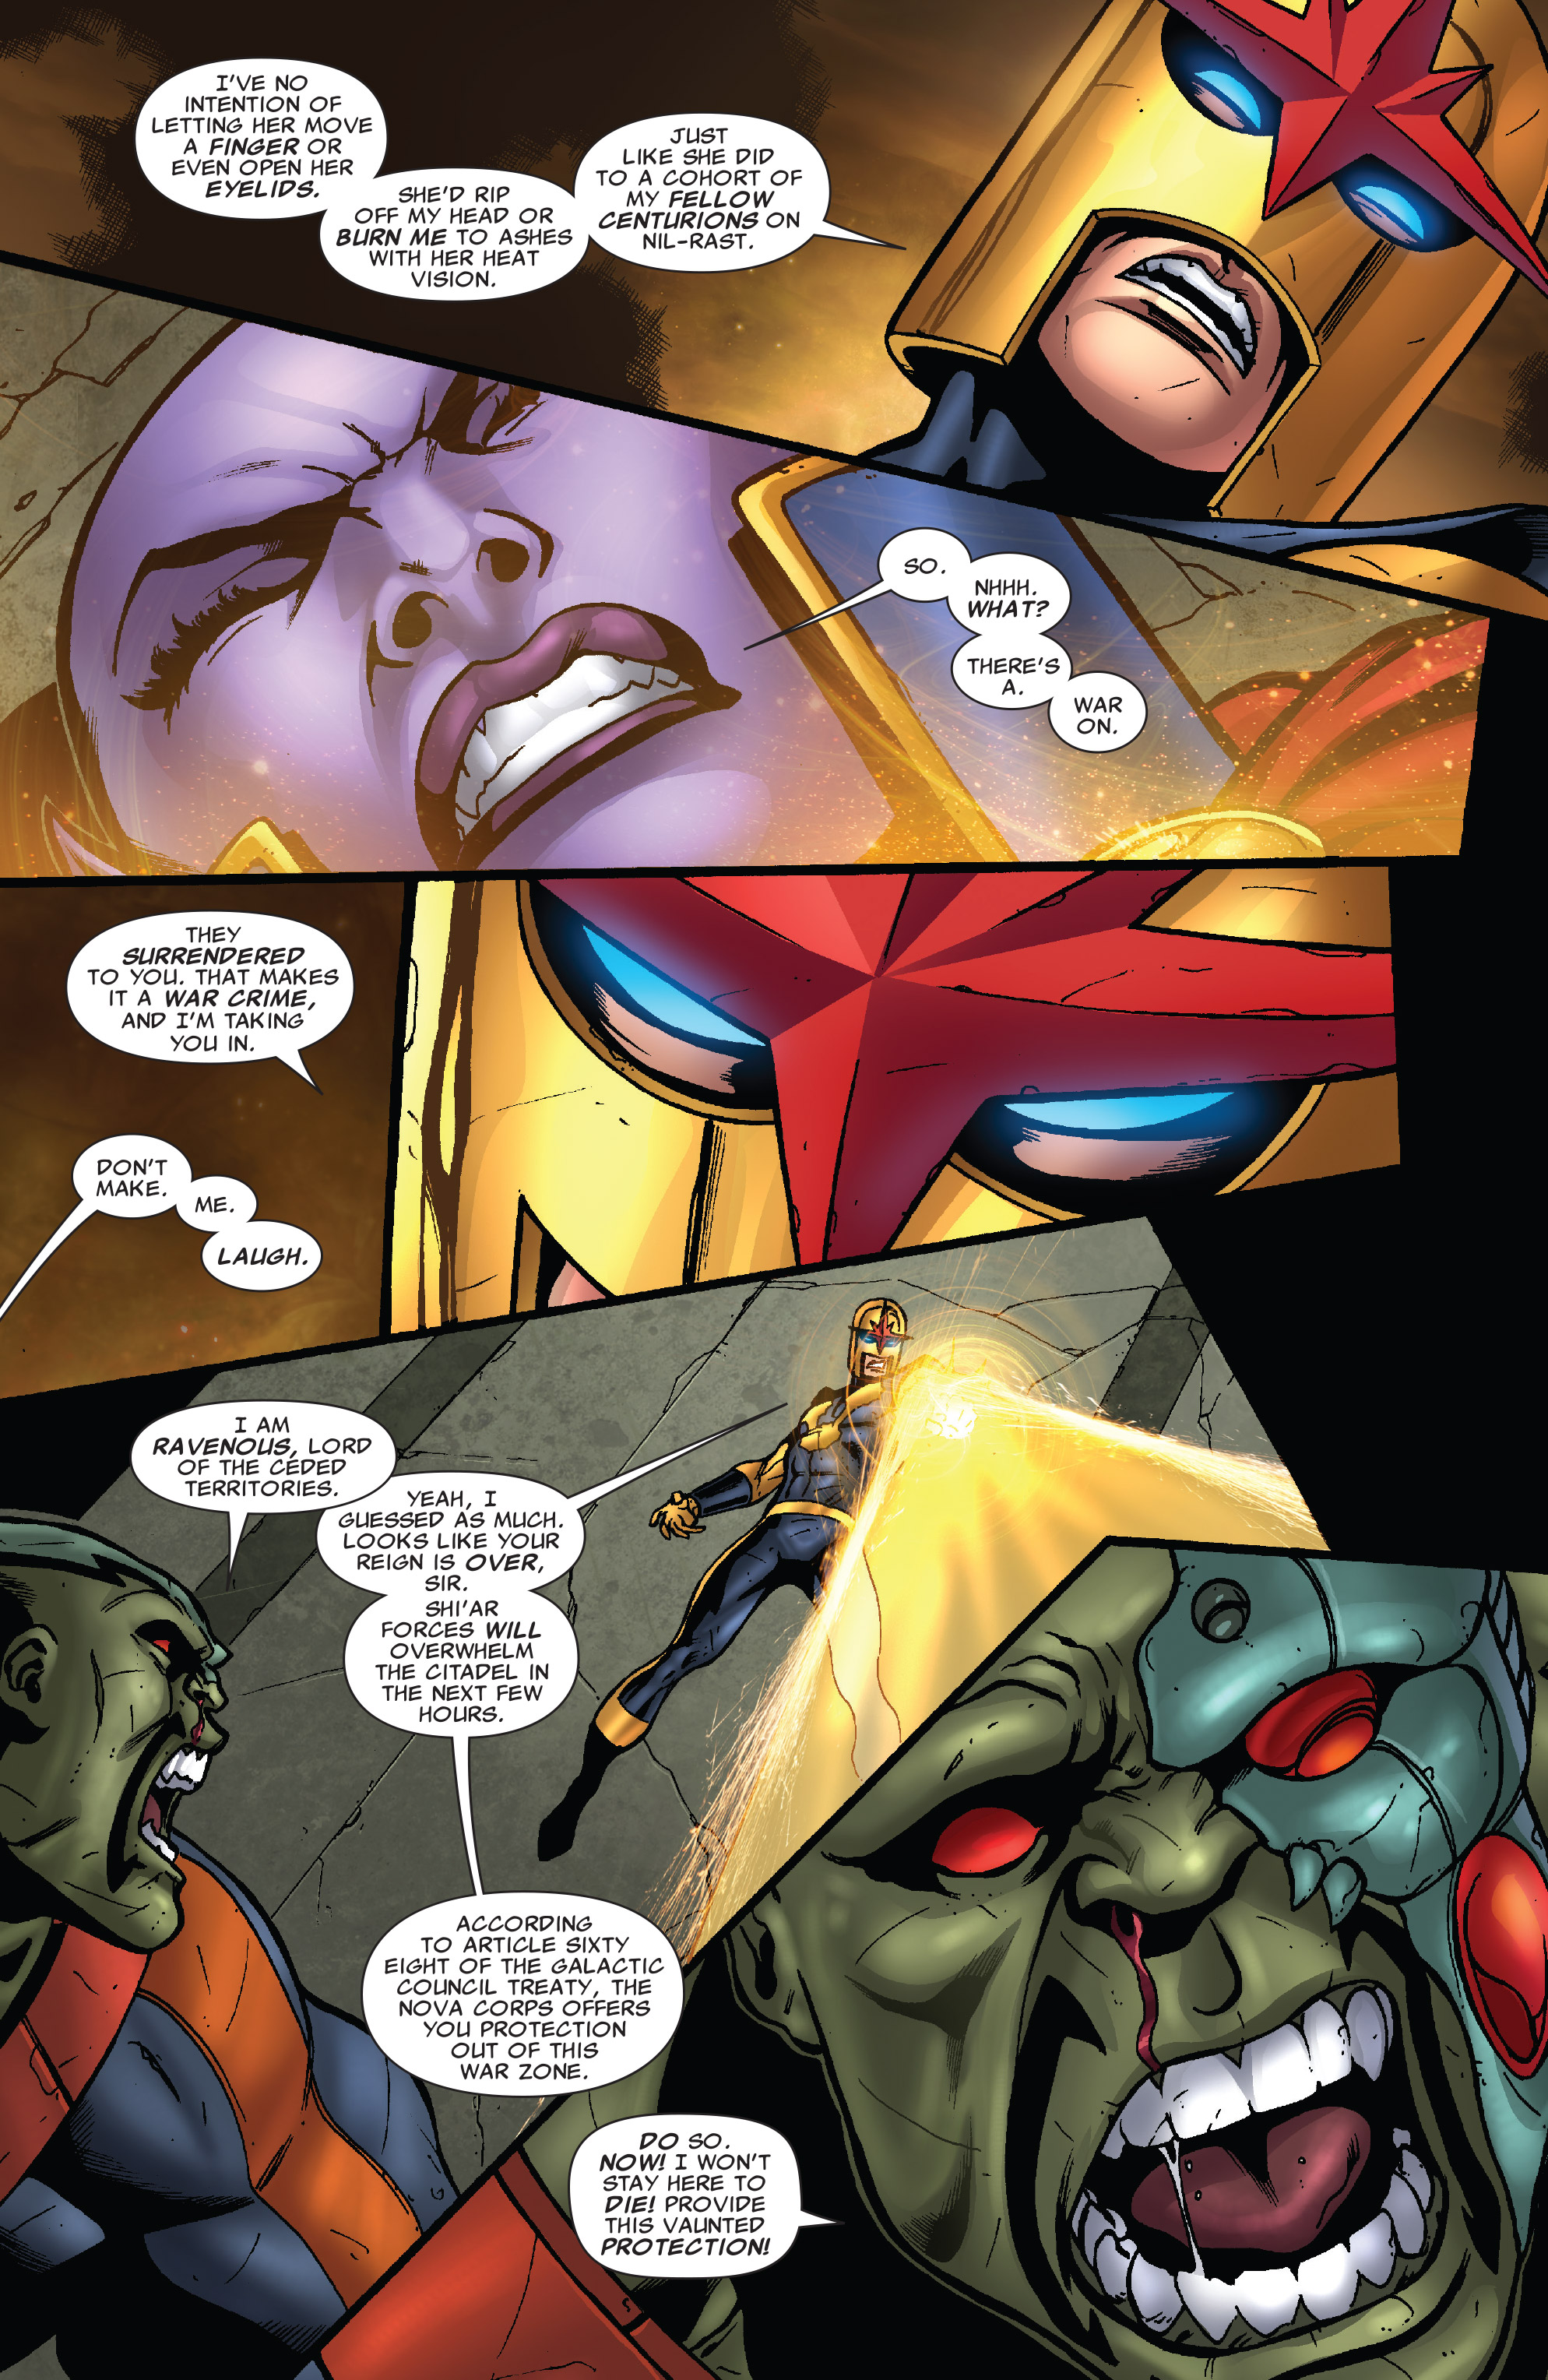 I'VE NO
INTENTION OF
LETTING HER MOVE
A FINGER OR
EVEN OPEN HER
EYELIDS.
SHE'D RIP
OFF MY HEAD OR
BURN ME TO ASHES
WITH HER HEAT
VISION.
JUST
LIKE SHE DID
TO A COHORT OF
MY FELLOW
CENTURIONS ON
NIL-RAST.
SO.
NHHH.
WHAT?
THERE'S
A.
WAR
ON.
THEY
SURRENDERED
TO YOU. THAT MAKES
IT A WAR CRIME,
AND I'M TAKING
YOU IN.
DON'T
MAKE.
ME.
LAUGH.
I AM
RAVENOUS, LORD
OF THE CEDED
TERRITORIES.
YEAH, I
GUESSED AS MUCH.
LOOKS LIKE YOUR
REIGN IS OVER,
SIR.
SHI'AR
FORCES WILL
OVERWHELM
THE CITADEL IN
THE NEXT FEW
HOURS.
ACCORDING
TO ARTICLE SIXTY
EIGHT OF THE GALACTIC
COUNCIL TREATY, THE
NOVA CORPS OFFERS
YOU PROTECTION
OUT OF THIS
WAR ZONE.
DO SO.
NOW! I WON'T
STAY HERE TO
DIE! PROVIDE
THIS VAUNTED
PROTECTION!